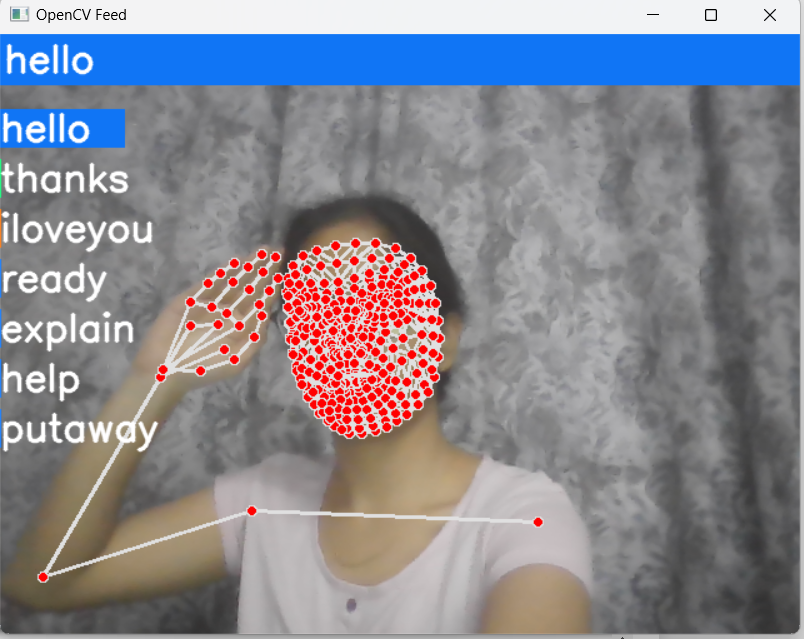 OpenCV Feed
hello
hello
thanks
iloveyou
ready
explain
help
putaway